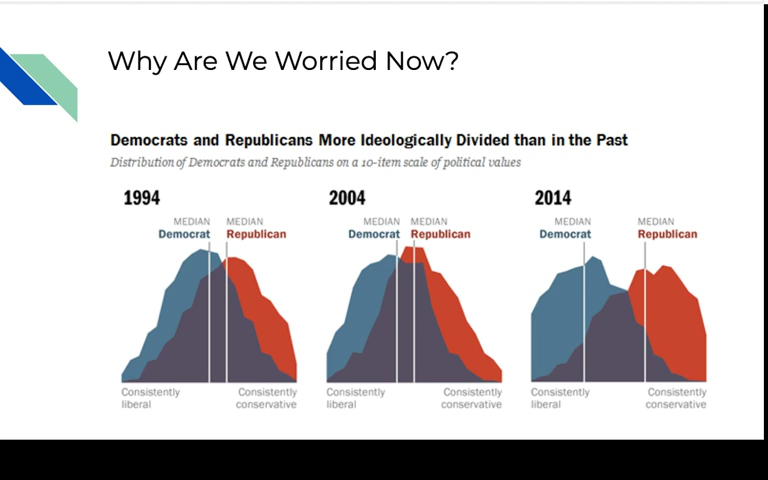 Why Are We Worried Now?
Democrats and Republicans More Ideologically Divided than in the Past
Distribution of Democrats and Republicans on a 10-item scale of political values
1994
MEDIAN Democrat
MEDIAN Republican
Consistently liberal
Consistently conservative
2004
MEDIAN Democrat
MEDIAN Republican
Consistently liberal
Consistently conservative
2014
MEDIAN Democrat
MEDIAN Republican
Consistently liberal
Consistently conservative